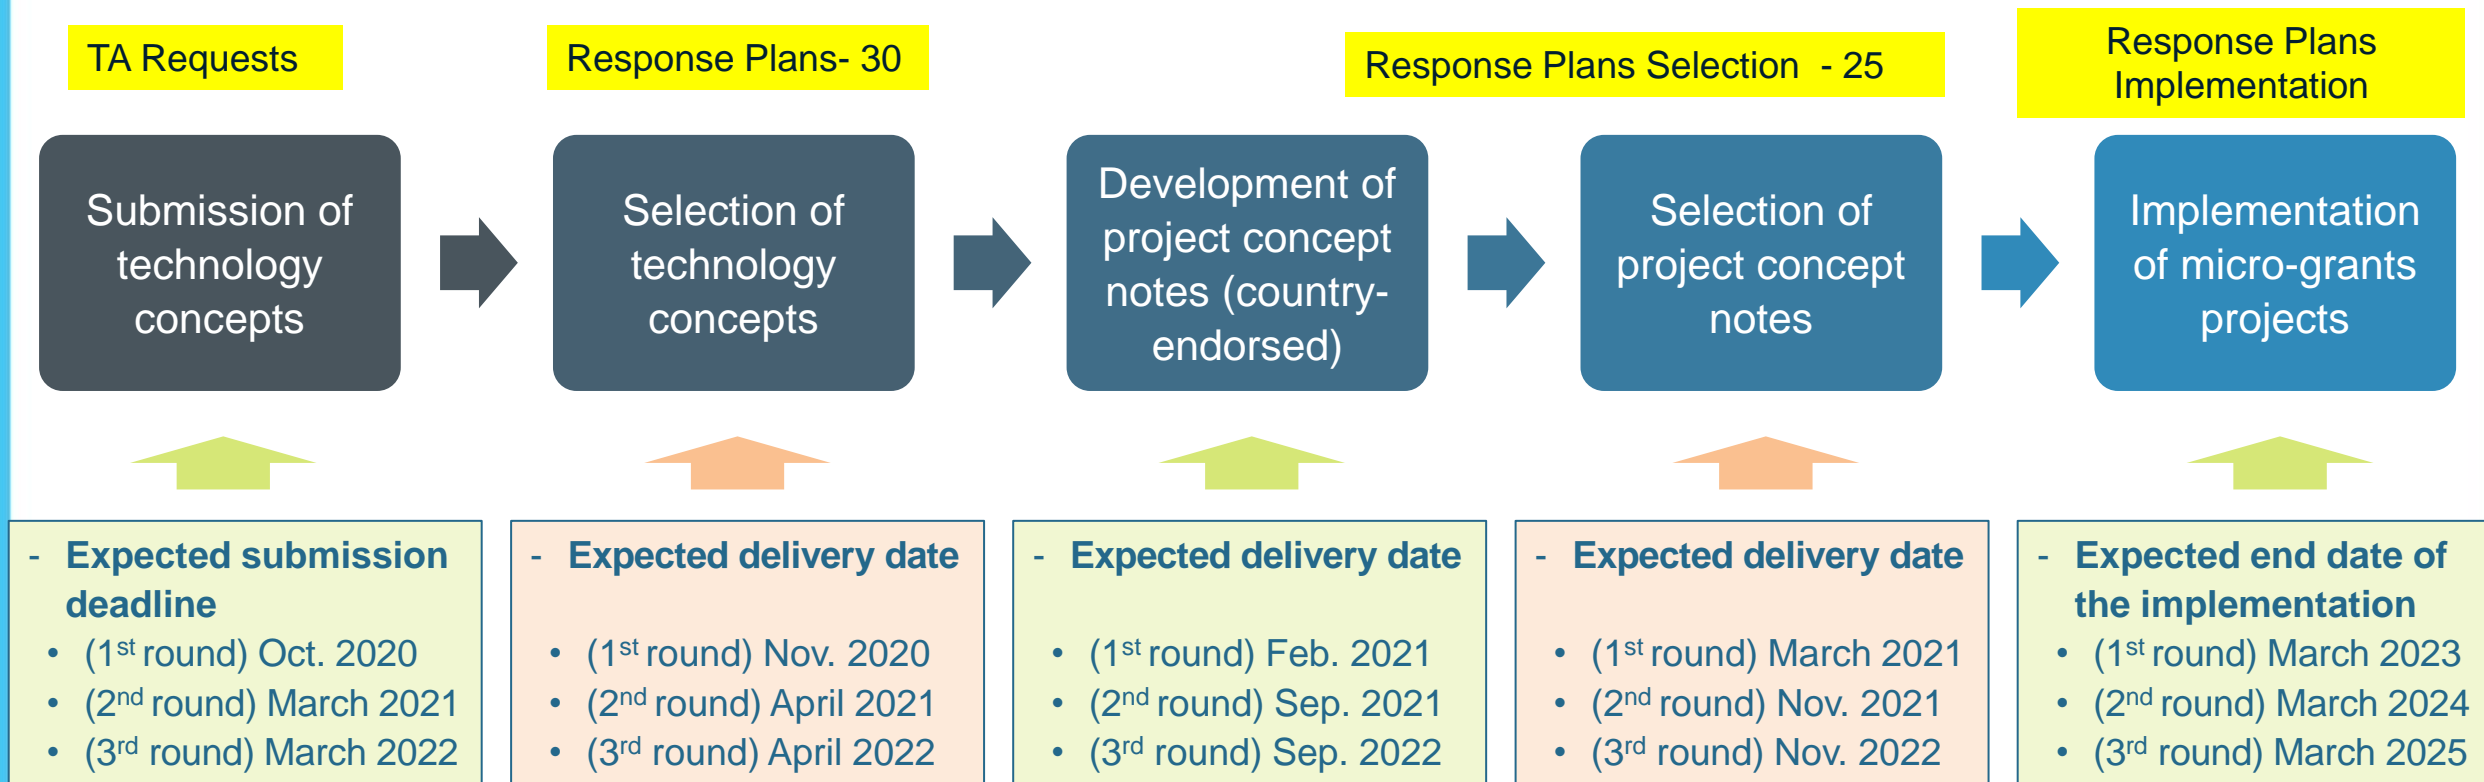 TA Requests
Response Plans- 30
Response Plans Selection - 25
Response Plans
Implementation
Submission of
technology
concepts
Selection of
technology
concepts
Development of
project concept
notes (country-
endorsed)
Selection of
project concept
notes
Implementation
of micro-grants
projects
- Expected submission
deadline
• (1st round) Oct. 2020
• (2nd round) March 2021
• (3rd round) March 2022
- Expected delivery date
• (1st round) Nov. 2020
• (2nd round) April 2021
• (3rd round) April 2022
- Expected delivery date
• (1st round) Feb. 2021
• (2nd round) Sep. 2021
• (3rd round) Sep. 2022
- Expected delivery date
• (1st round) March 2021
• (2nd round) Nov. 2021
• (3rd round) Nov. 2022
- Expected end date of
the implementation
• (1st round) March 2023
• (2nd round) March 2024
• (3rd round) March 2025